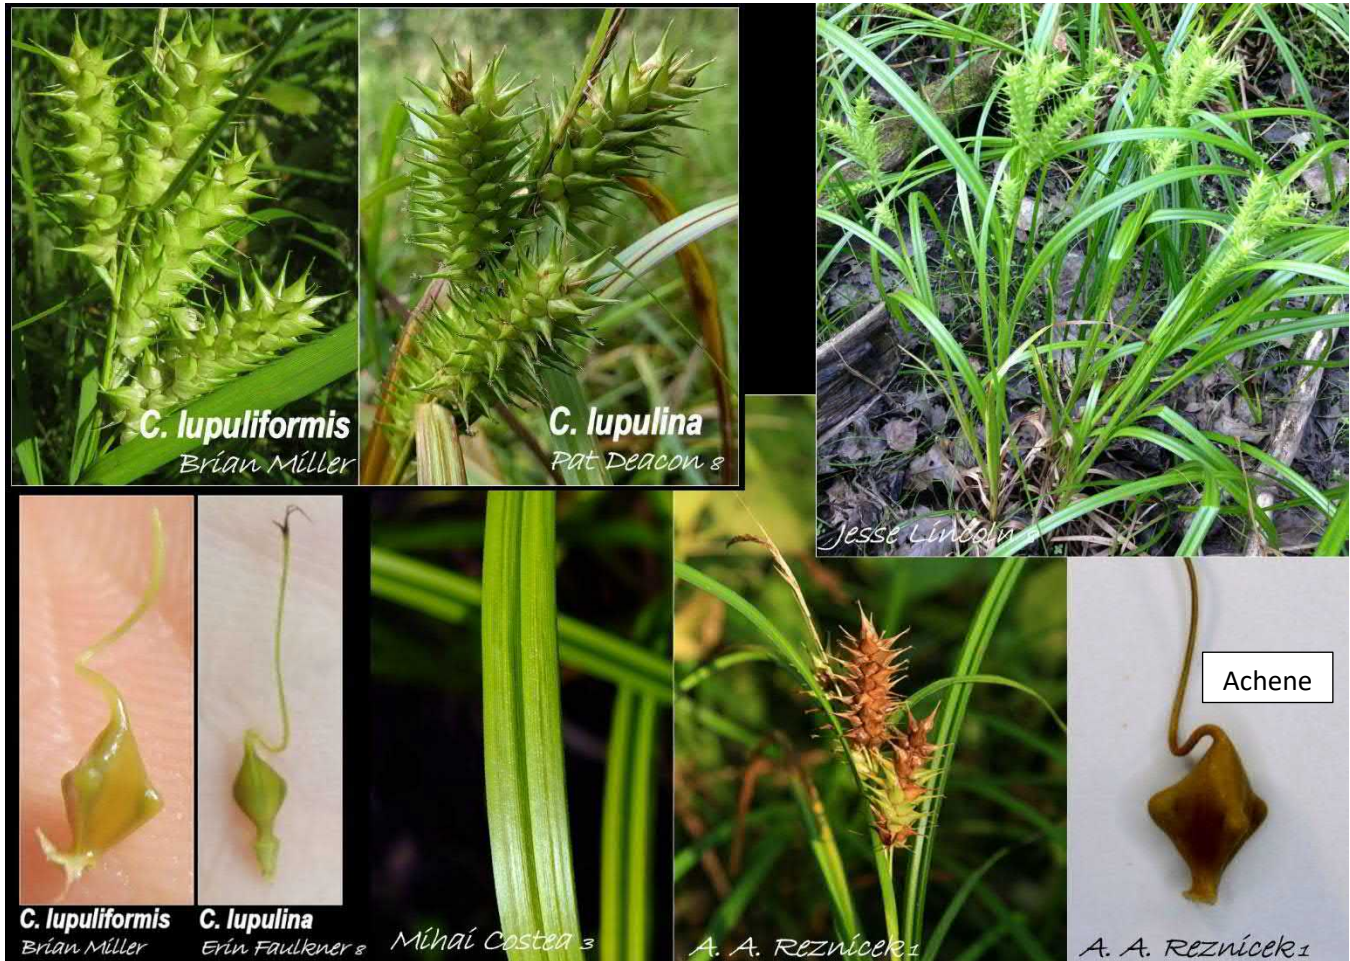 C. lupuliformis
Brian Miller
C. lupulina
Pat Deacon 8
Jesse Lincoln
C. lupuliformis
Brian Miller
C. lupulina
Erin Faulkner 8
Mihai Costea 3
A. A. Reznicek 1
Achene
A. A. Reznicek 1